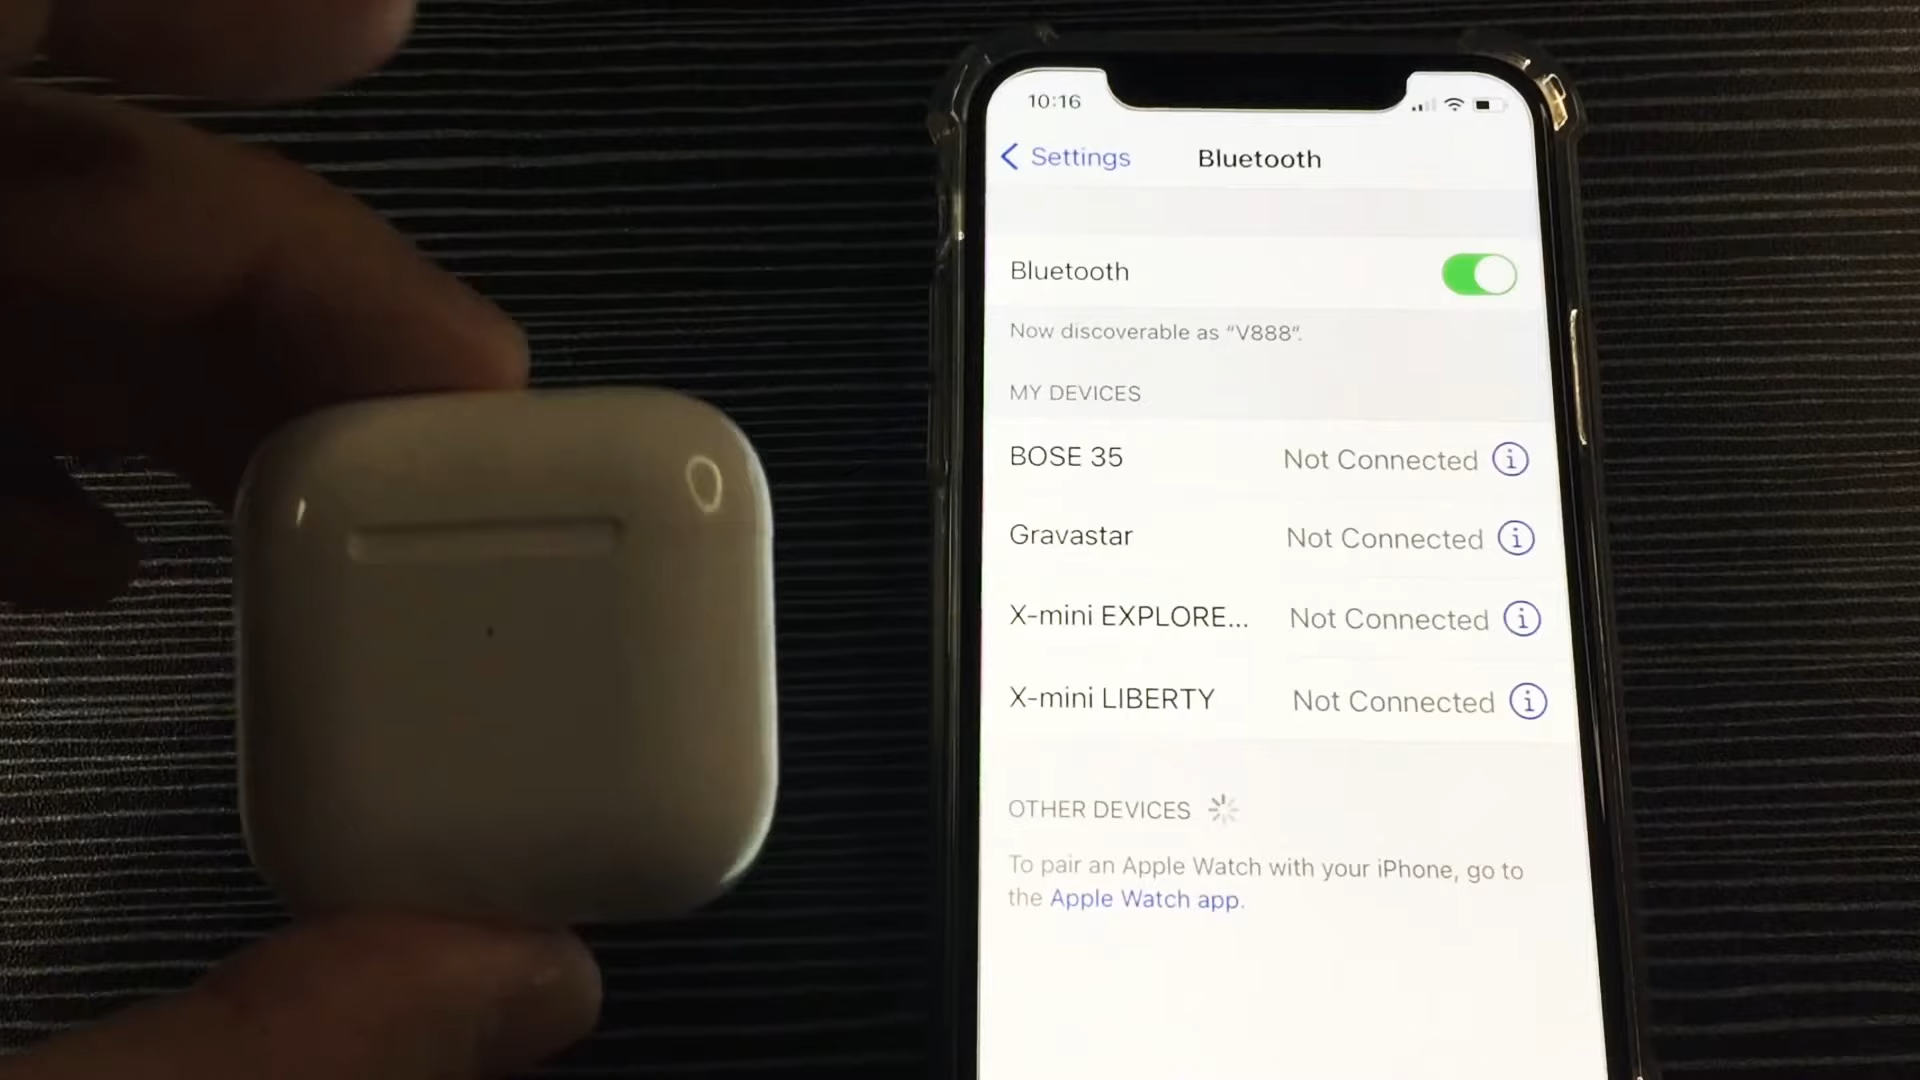 10:16
Settings
Bluetooth
Bluetooth
Now discoverable as “V888”.
MY DEVICES
BOSE 35 Not Connected
Gravastar Not Connected
X-mini EXPLORE... Not Connected
X-mini LIBERTY Not Connected
OTHER DEVICES
To pair an Apple Watch with your iPhone, go to
the Apple Watch app.